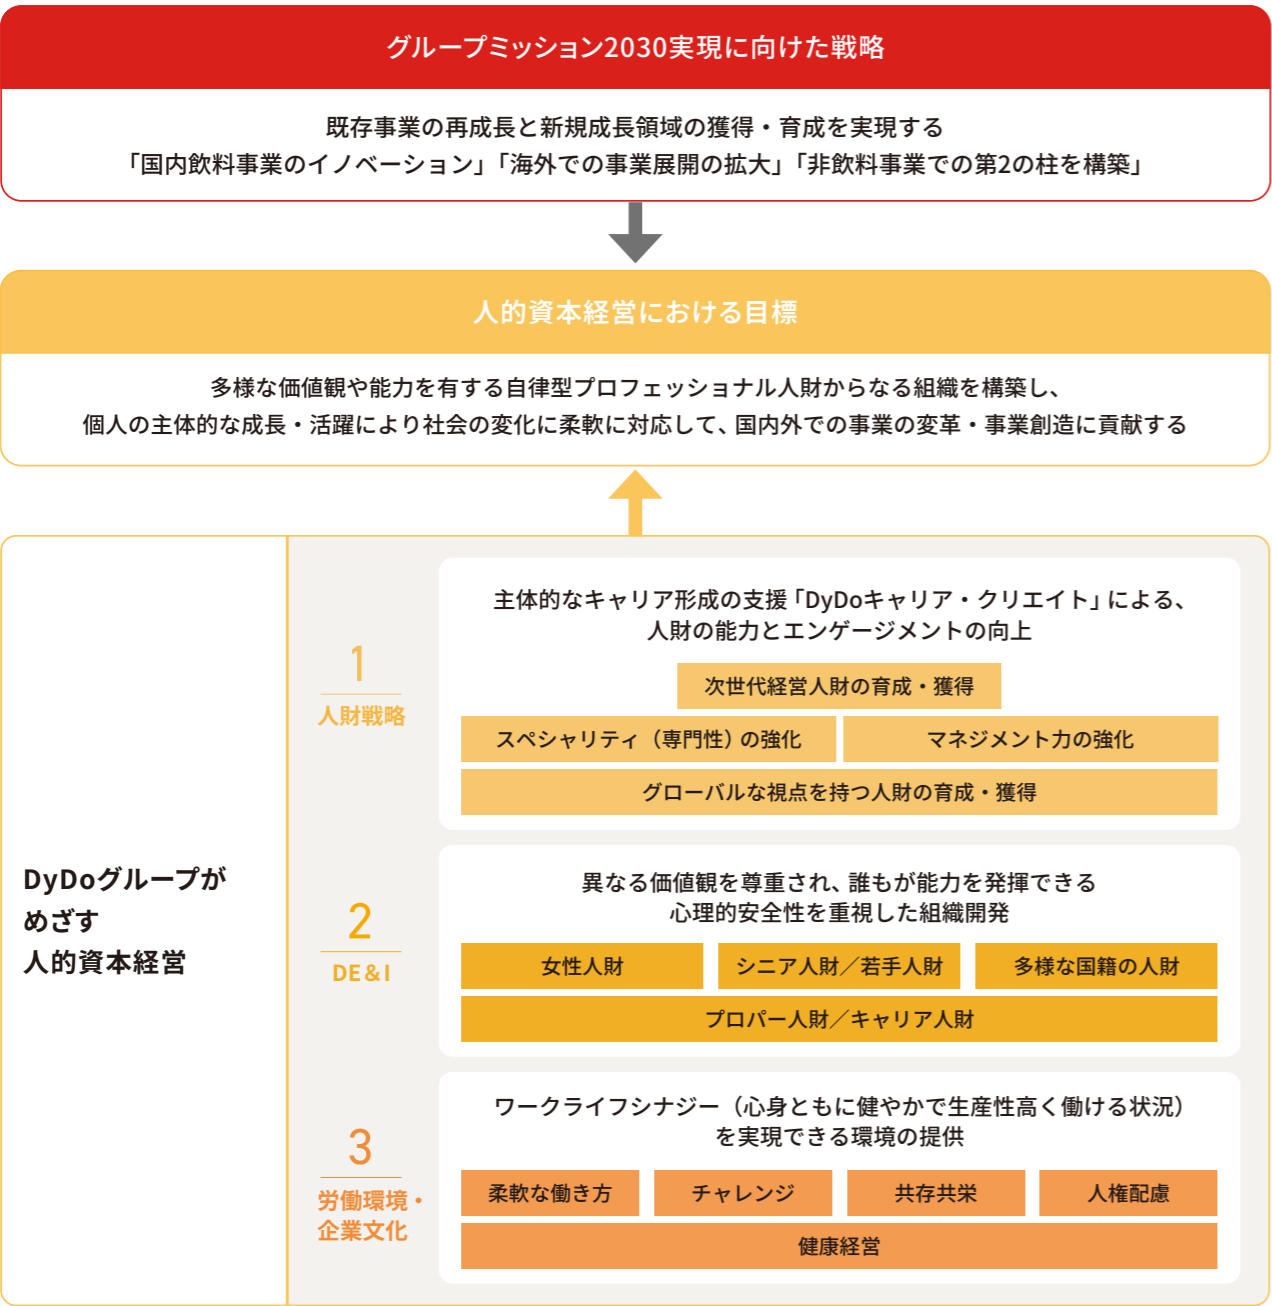 グループミッション2030実現に向けた戦略
既存事業の再成長と新規成長領域の獲得・育成を実現する
「国内飲料事業のイノベーション」「海外での事業展開の拡大」「非飲料事業での第2の柱を構築」
人的資本経営における目標
多様な価値観や能力を有する自律型プロフェッショナル人財からなる組織を構築し、
個人の主体的な成長・活躍により社会の変化に柔軟に対応して、国内外での事業の変革・事業創造に貢献する
DyDoグループが
めざす
人的資本経営
1
人財戦略
主体的なキャリア形成の支援「DyDoキャリア・クリエイト」による、
人財の能力とエンゲージメントの向上
次世代経営人財の育成・獲得
スペシャリティ（専門性）の強化
マネジメント力の強化
グローバルな視点を持つ人財の育成・獲得
2
DE&I
異なる価値観を尊重され、誰もが能力を発揮できる
心理的安全性を重視した組織開発
女性人財
シニア人財／若手人財
多様な国籍の人財
プロパー人財／キャリア人財
3
労働環境・
企業文化
ワークライフシナジー（心身ともに健やかで生産性高く働ける状況）
を実現できる環境の提供
柔軟な働き方
チャレンジ
共存共栄
人権配慮
健康経営